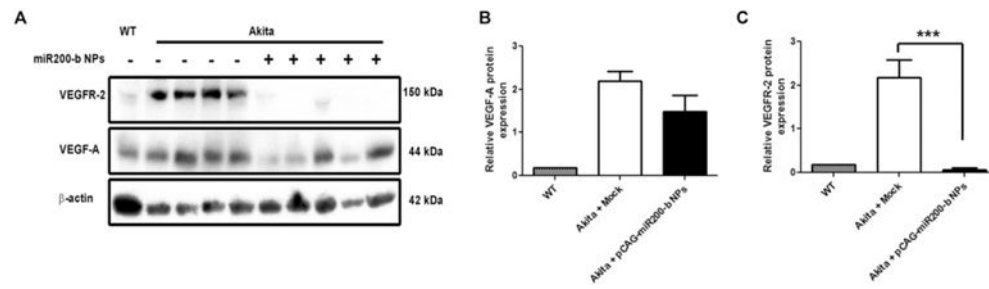 A
WT
Akita
miR200-b NPs - - - - - + + + + +
VEGFR-2
150 kDa
VEGF-A
44 kDa
β-actin
42 kDa
B
Relative VEGF-A protein
expression
3
2
1
0
WT
Akita + Mock
Akita + pCAG-miR200-b NPs
C
***
Relative VEGFR-2 protein
expression
3
2
1
0
WT
Akita + Mock
Akita + pCAG-miR200-b NPs